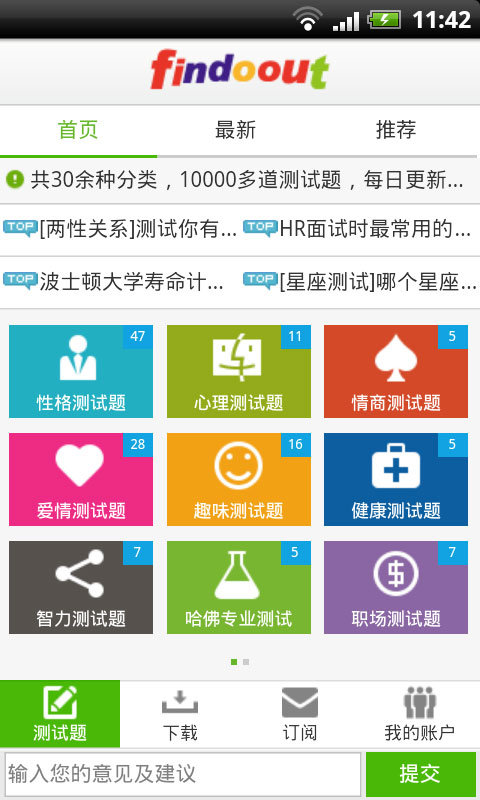 11:42
findoout
首页 最新 推荐
共30余种分类，10000多道测试题，每日更新...
TOP [两性关系]测试你有... TOP HR面试时最常用的...
TOP 波士顿大学寿命计... TOP [星座测试]哪个星座...
47 11 5
性格测试题 心理测试题 情商测试题
28 16 5
爱情测试题 趣味测试题 健康测试题
7 5 7
智力测试题 哈佛专业测试 职场测试题
测试题 下载 订阅 我的账户
输入您的意见及建议 提交